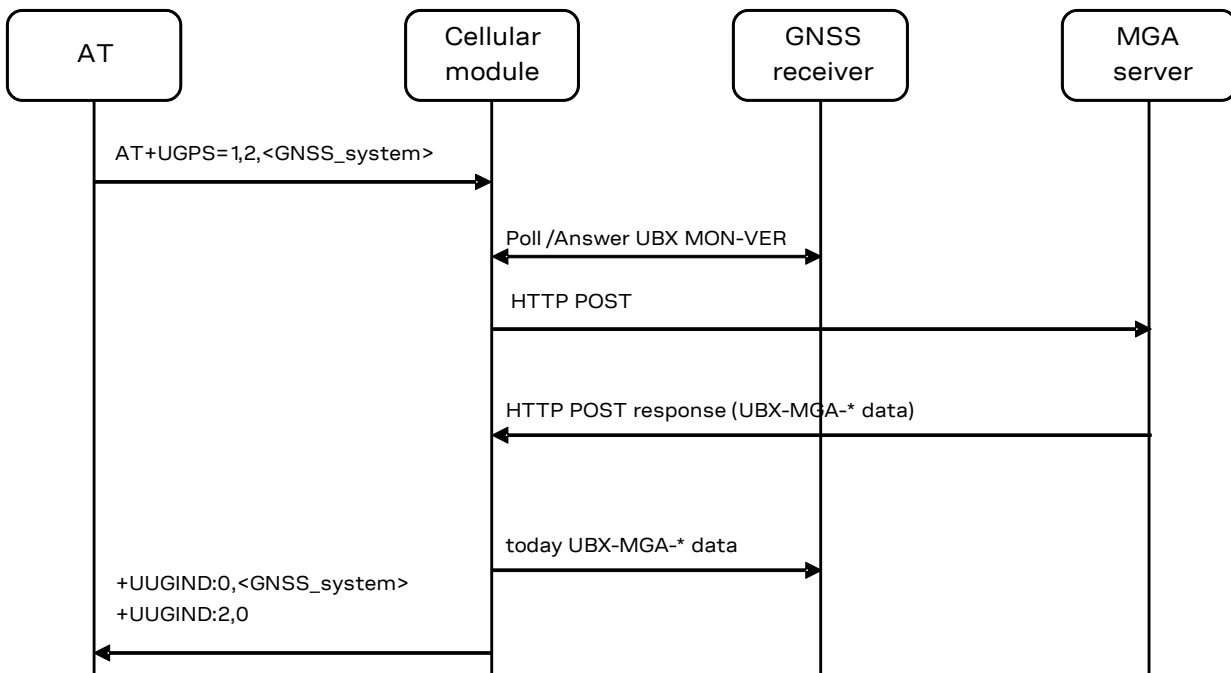 AT
Cellular
module
GNSS
receiver
MGA
server
AT+UGPS=1,2,<GNSS_system>
Poll /Answer UBX MON-VER
HTTP POST
HTTP POST response (UBX-MGA-* data)
today UBX-MGA-* data
+UUGIND:0,<GNSS_system>
+UUGIND:2,0